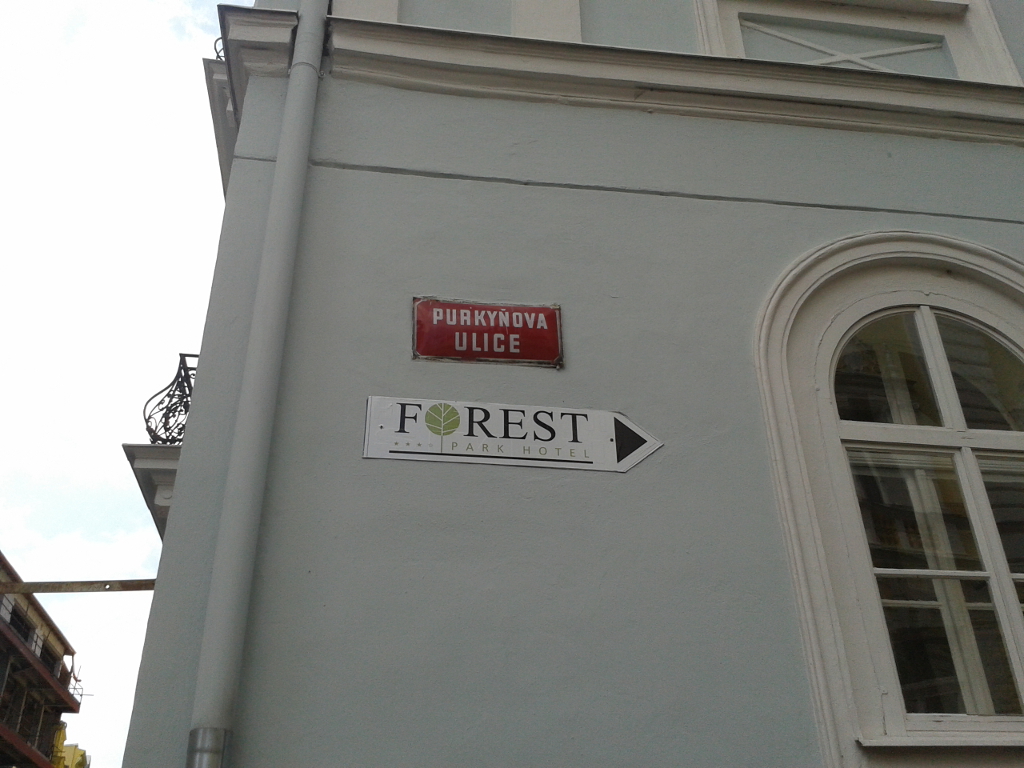 PURKYŇOVA
ULICE
FOREST
**** PARK HOTEL